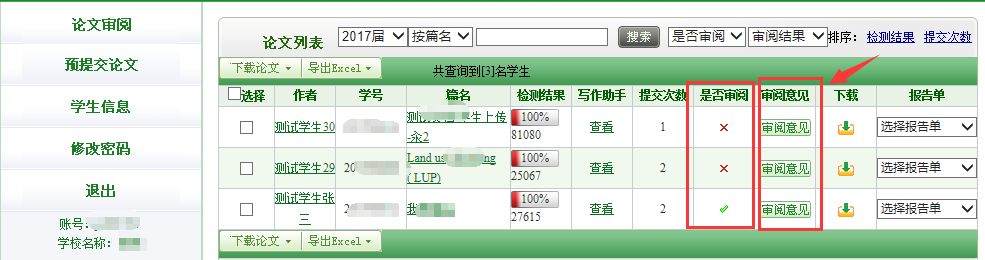 论文审阅
预提交论文
学生信息
修改密码
退出
账号:
学校名称:
论文列表 2017届 按篇名 搜索 是否审阅 审阅结果 排序: 检测结果 提交次数
下载论文 导出Excel 共查询到[3]名学生
选择 作者 学号 篇名 检测结果 写作助手 提交次数 是否审阅 审阅意见 下载 报告单
测试学生30 测 生上传 100% 查看 1 审阅意见 选择报告单
-汆2 81080
测试学生29 20 Land us ng 100% 查看 2 审阅意见 选择报告单
( LUP) 25067
测试学生张 2 我 100% 查看 2 审阅意见 选择报告单
三 27615
下载论文 导出Excel